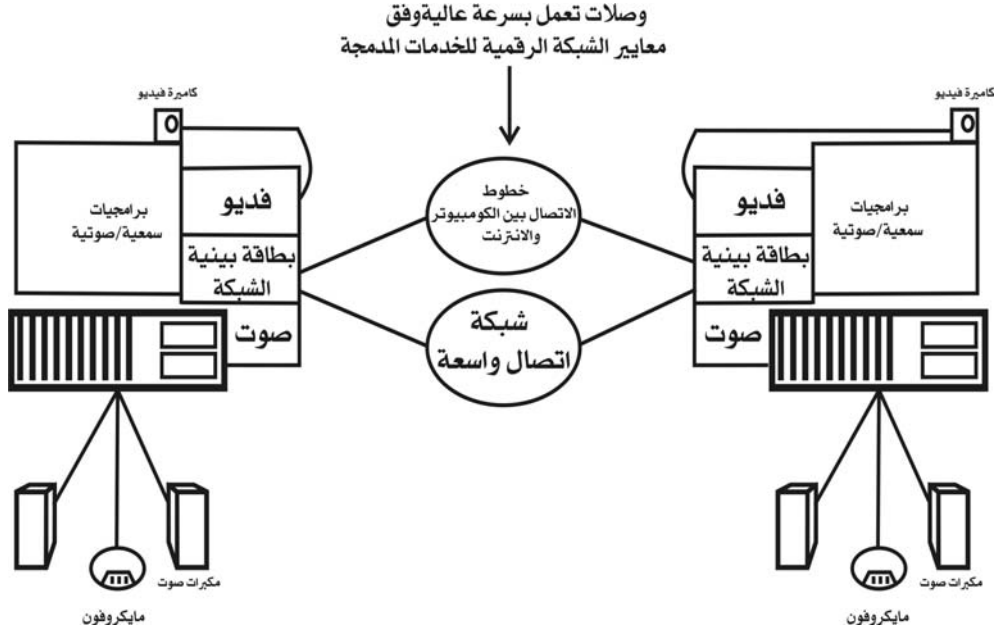 وصلات تعمل بسرعة عاليةوفق
معايير الشبكة الرقمية للخدمات المدمجة
كاميرة فيديو
برامجيات
سمعية/صوتية
فديو
بطاقة بينية
الشبكة
صوت
مكبرات صوت
مايكروفون
خطوط
الاتصال بين الكومبيوتر
والانترنت
شبكة
اتصال واسعة
كاميرة فيديو
فديو
برامجيات
سمعية/صوتية
بطاقة بينية
الشبكة
صوت
مكبرات صوت
مايكروفون